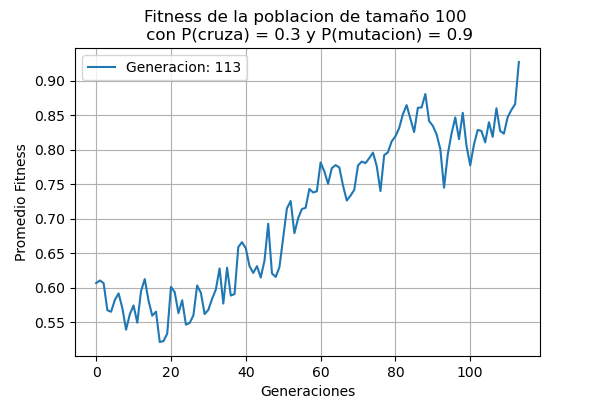 Fitness de la poblacion de tamaño 100
con P(cruza) = 0.3 y P(mutacion) = 0.9
Generacion: 113
Promedio Fitness
0.90
0.85
0.80
0.75
0.70
0.65
0.60
0.55
0 20 40 60 80 100
Generaciones